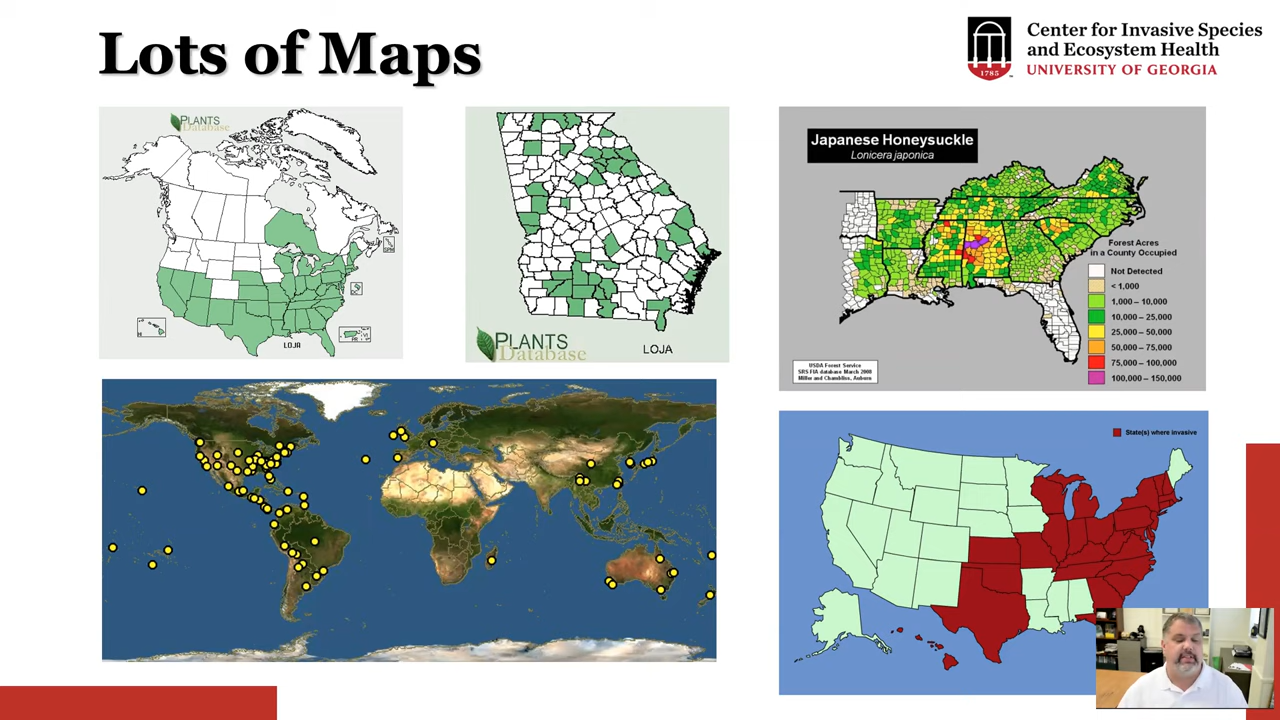 Lots of Maps
Center for Invasive Species
and Ecosystem Health
1785
UNIVERSITY OF GEORGIA
PLANTS
Database
LOJA
PLANTS
Database
LOJA
Japanese Honeysuckle
Lonicera japonica
Forest Acres
in a County Occupied
Not Detected
< 1,000
1,000 – 10,000
10,000 – 25,000
25,000 – 50,000
50,000 – 75,000
75,000 – 100,000
100,000 – 150,000
USDA Forest Service
SRS FIA database March 2008
Miller and Chambliss, Auburn
State(s) where invasive